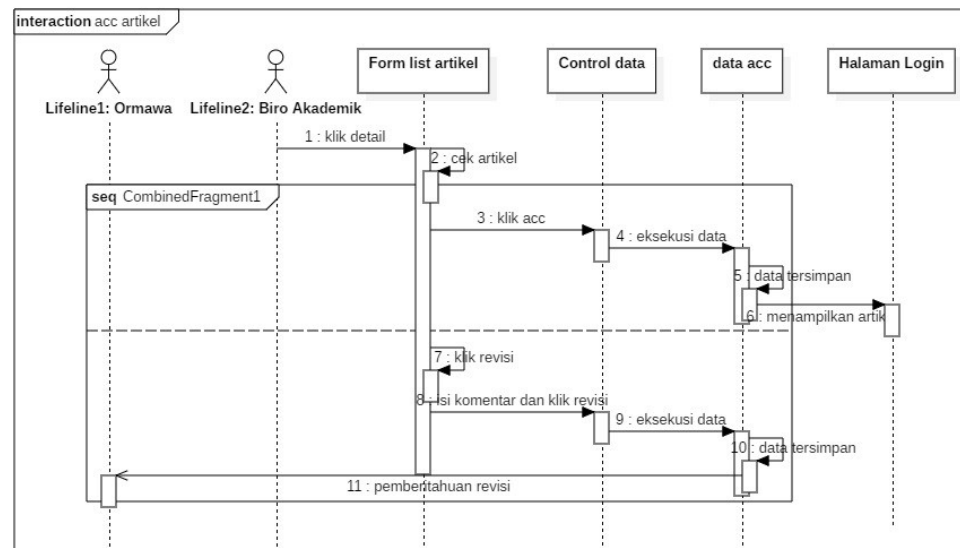 interaction acc artikel
Lifeline1: Ormawa
Lifeline2: Biro Akademik
Form list artikel
Control data
data acc
Halaman Login
1 : klik detail
2 : cek artikel
seq CombinedFragment1
3 : klik acc
4 : eksekusi data
5 : data tersimpan
6 : menampilkan artik
7 : klik revisi
8 : isi komentar dan klik revisi
9 : eksekusi data
10 : data tersimpan
11 : pemberitahuan revisi